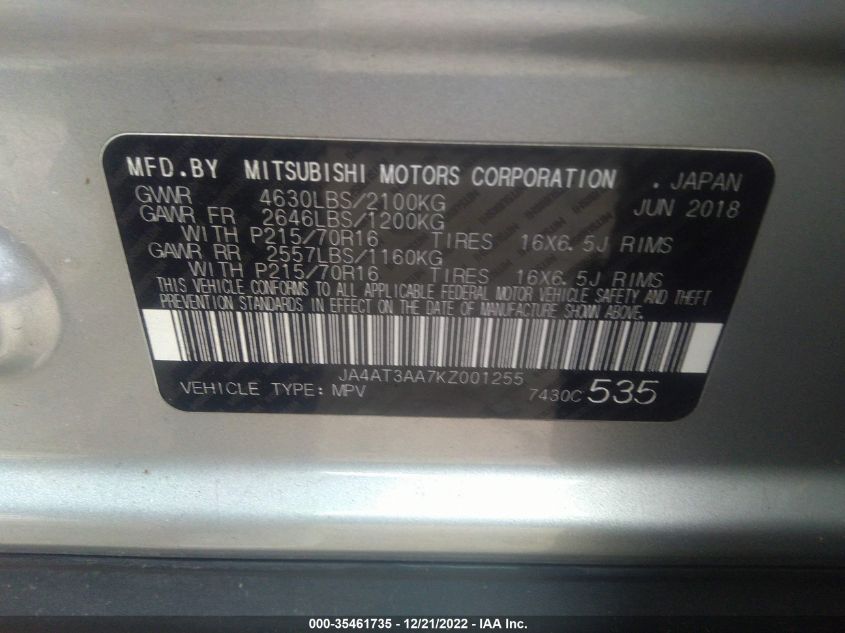 MFD.BY MITSUBISHI MOTORS CORPORATION . JAPAN
GVWR 4630LBS/2100KG JUN 2018
GAWR FR 2646LBS/1200KG
WITH P215/70R16 TIRES 16X6.5J RIMS
GAWR RR 2557LBS/1160KG
WITH P215/70R16 TIRES 16X6.5J RIMS
THIS VEHICLE CONFORMS TO ALL APPLICABLE FEDERAL MOTOR VEHICLE SAFETY AND THEFT
PREVENTION STANDARDS IN EFFECT ON THE DATE OF MANUFACTURE SHOWN ABOVE.
JA4AT3AA7KZ001255
VEHICLE TYPE: MPV 7430C 535
000-35461735 - 12/21/2022 - IAA Inc.